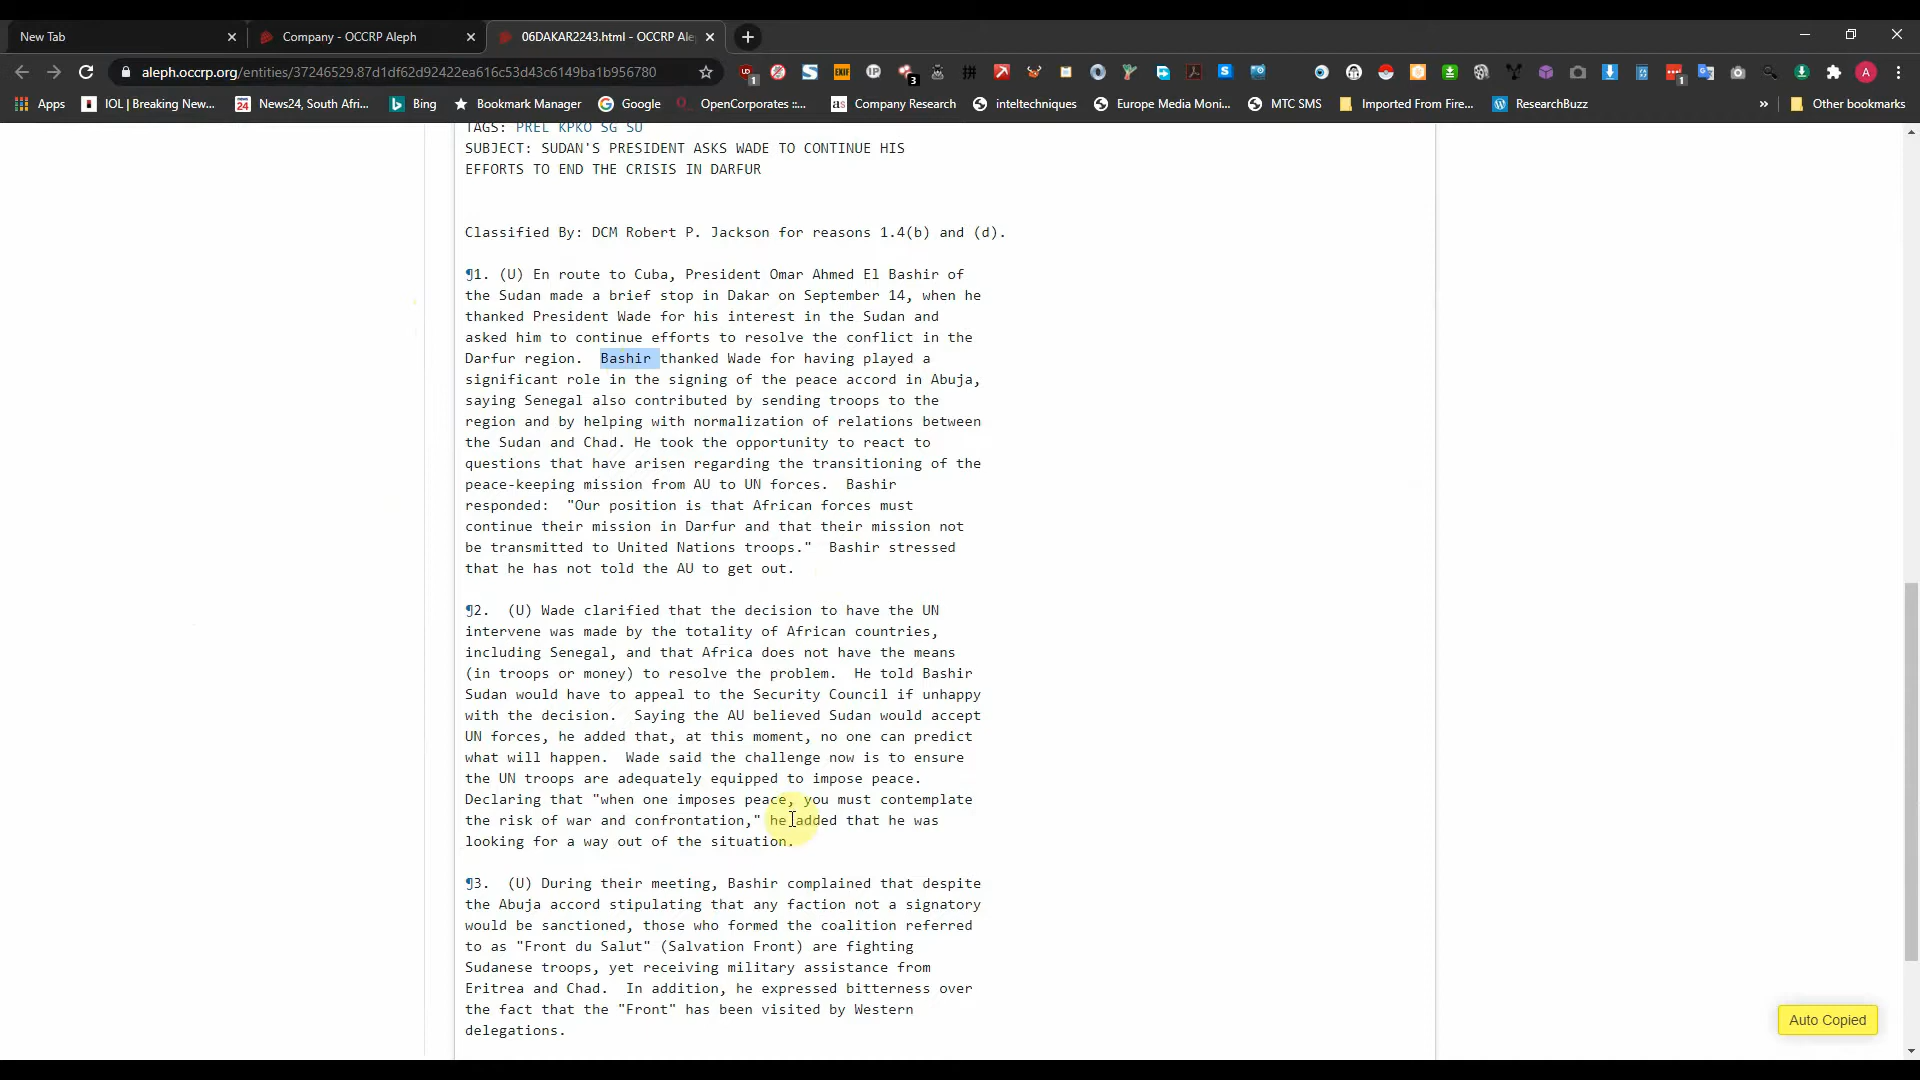 New Tab
Company - OCCRP Aleph
06DAKAR2243.html - OCCRP Ale
aleph.occrp.org/entities/37246529.87d1df62d92422ea616c53d43c6149ba1b956780
1
EXIF
IP
3
A
Apps
IOL | Breaking New...
24
News24, South Afri...
Bing
Bookmark Manager
Google
OpenCorporates ::...
as
Company Research
inteltechniques
Europe Media Moni...
MTC SMS
Imported From Fire...
ResearchBuzz
»
Other bookmarks
TAGS: PREL KPKO SG SU
SUBJECT: SUDAN'S PRESIDENT ASKS WADE TO CONTINUE HIS
EFFORTS TO END THE CRISIS IN DARFUR
Classified By: DCM Robert P. Jackson for reasons 1.4(b) and (d).
¶1. (U) En route to Cuba, President Omar Ahmed El Bashir of
the Sudan made a brief stop in Dakar on September 14, when he
thanked President Wade for his interest in the Sudan and
asked him to continue efforts to resolve the conflict in the
Darfur region.  Bashir thanked Wade for having played a
significant role in the signing of the peace accord in Abuja,
saying Senegal also contributed by sending troops to the
region and by helping with normalization of relations between
the Sudan and Chad. He took the opportunity to react to
questions that have arisen regarding the transitioning of the
peace-keeping mission from AU to UN forces.  Bashir
responded:  "Our position is that African forces must
continue their mission in Darfur and that their mission not
be transmitted to United Nations troops."  Bashir stressed
that he has not told the AU to get out.
¶2.  (U) Wade clarified that the decision to have the UN
intervene was made by the totality of African countries,
including Senegal, and that Africa does not have the means
(in troops or money) to resolve the problem.  He told Bashir
Sudan would have to appeal to the Security Council if unhappy
with the decision.  Saying the AU believed Sudan would accept
UN forces, he added that, at this moment, no one can predict
what will happen.  Wade said the challenge now is to ensure
the UN troops are adequately equipped to impose peace.
Declaring that "when one imposes peace, you must contemplate
the risk of war and confrontation," he added that he was
looking for a way out of the situation.
¶3.  (U) During their meeting, Bashir complained that despite
the Abuja accord stipulating that any faction not a signatory
would be sanctioned, those who formed the coalition referred
to as "Front du Salut" (Salvation Front) are fighting
Sudanese troops, yet receiving military assistance from
Eritrea and Chad.  In addition, he expressed bitterness over
the fact that the "Front" has been visited by Western
delegations.
Auto Copied